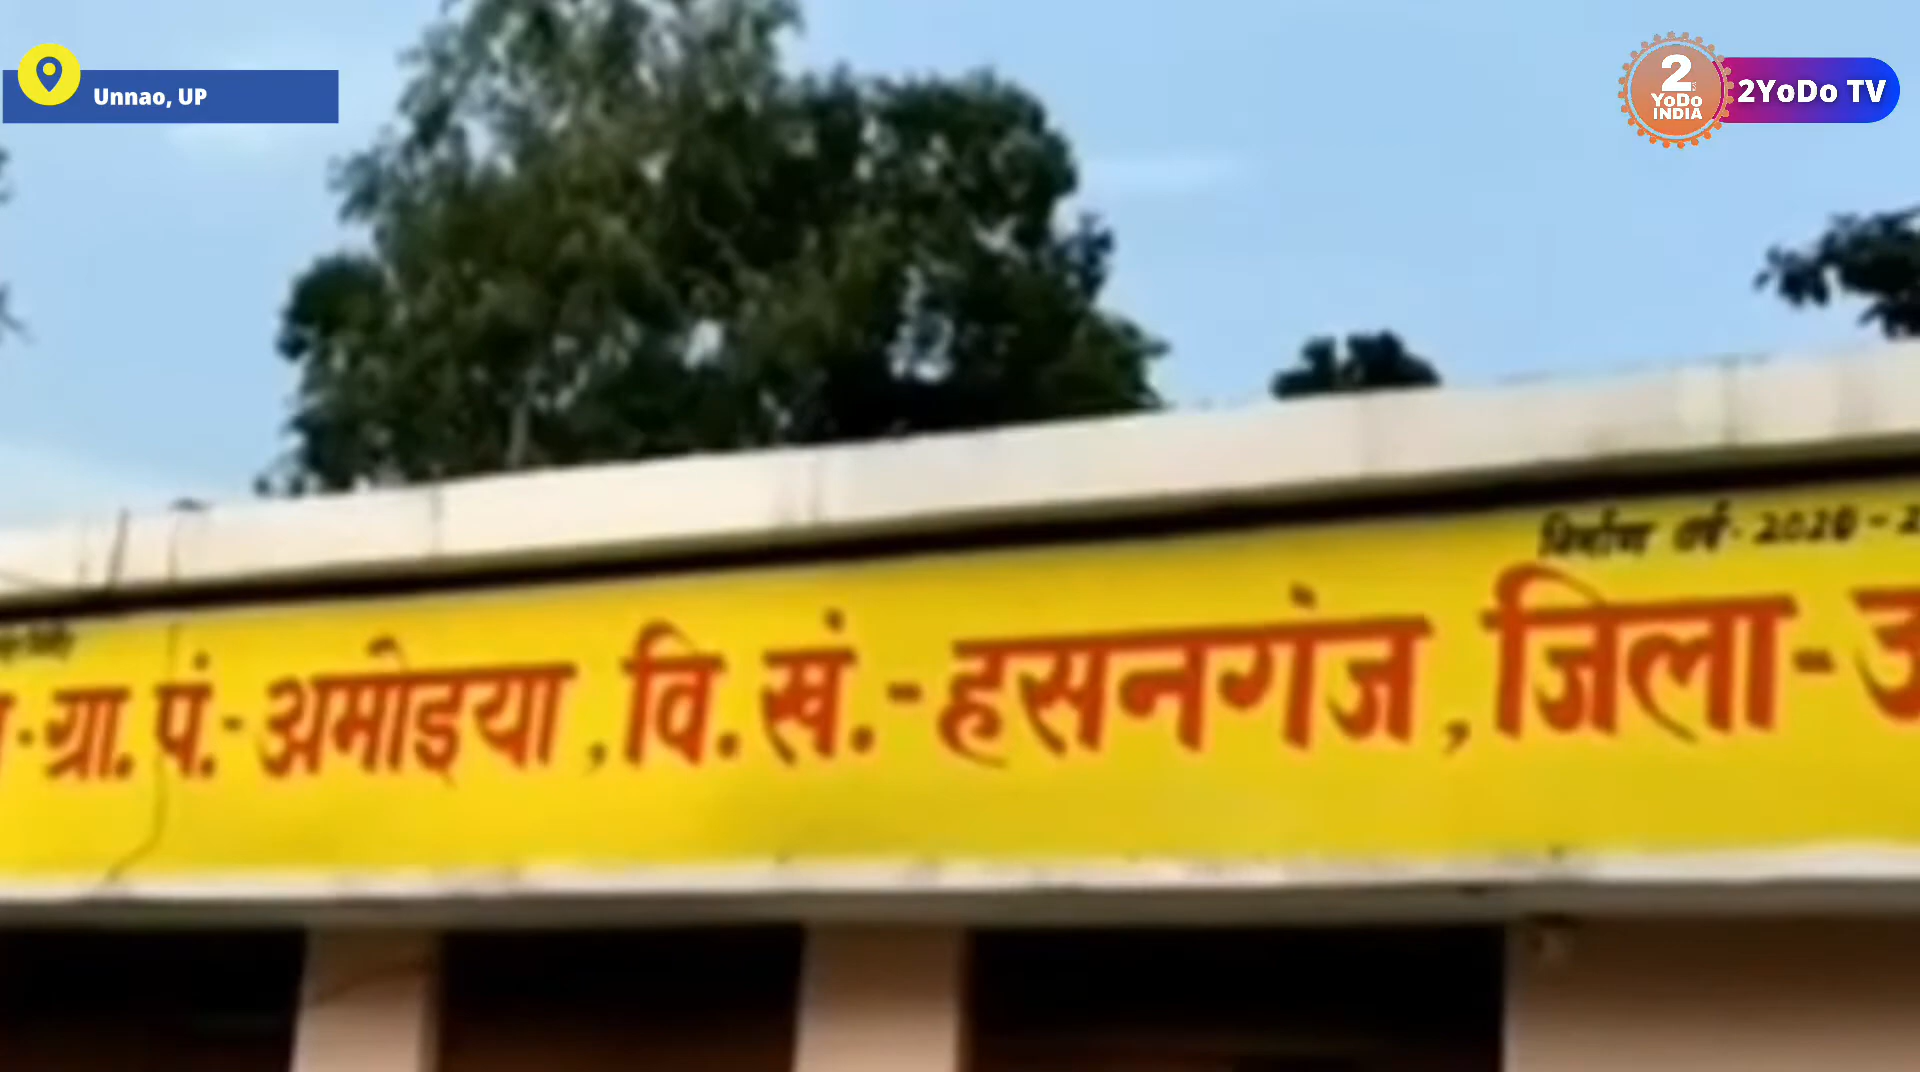 Unnao, UP
2
YoDo
INDIA
2YoDo TV
निर्माण वर्ष - 2020 -
ग्रा. पं.- अमोइया, वि. खं.- हसनगंज, जिला-